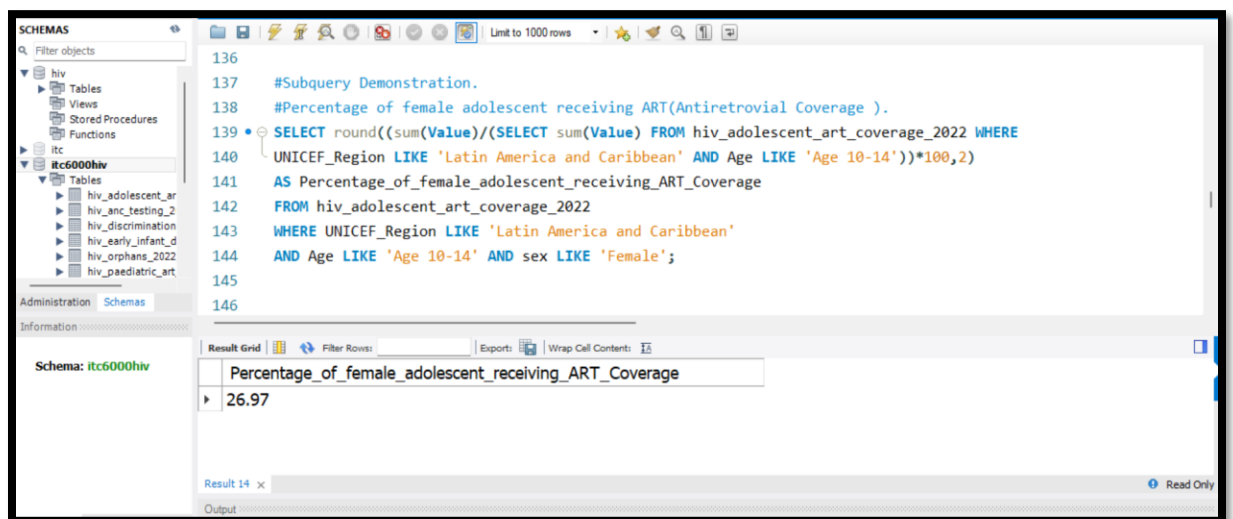 SCHEMAS
Filter objects
hiv
Tables
Views
Stored Procedures
Functions
itc
itc6000hiv
Tables
hiv_adolescent_ar
hiv_anc_testing_2
hiv_discrimination
hiv_early_infant_d
hiv_orphans_2022
hiv_paediatric_art
Administration Schemas
Information
Schema: itc6000hiv
Limit to 1000 rows
136
137 #Subquery Demonstration.
138 #Percentage of female adolescent receiving ART(Antiretrovial Coverage ).
139 SELECT round((sum(Value)/(SELECT sum(Value) FROM hiv_adolescent_art_coverage_2022 WHERE
140 UNICEF_Region LIKE 'Latin America and Caribbean' AND Age LIKE 'Age 10-14'))*100,2)
141 AS Percentage_of_female_adolescent_receiving_ART_Coverage
142 FROM hiv_adolescent_art_coverage_2022
143 WHERE UNICEF_Region LIKE 'Latin America and Caribbean'
144 AND Age LIKE 'Age 10-14' AND sex LIKE 'Female';
145
146
Result Grid Filter Rows: Export: Wrap Cell Content: IA
Percentage_of_female_adolescent_receiving_ART_Coverage
26.97
Result 14 × Read Only
Output